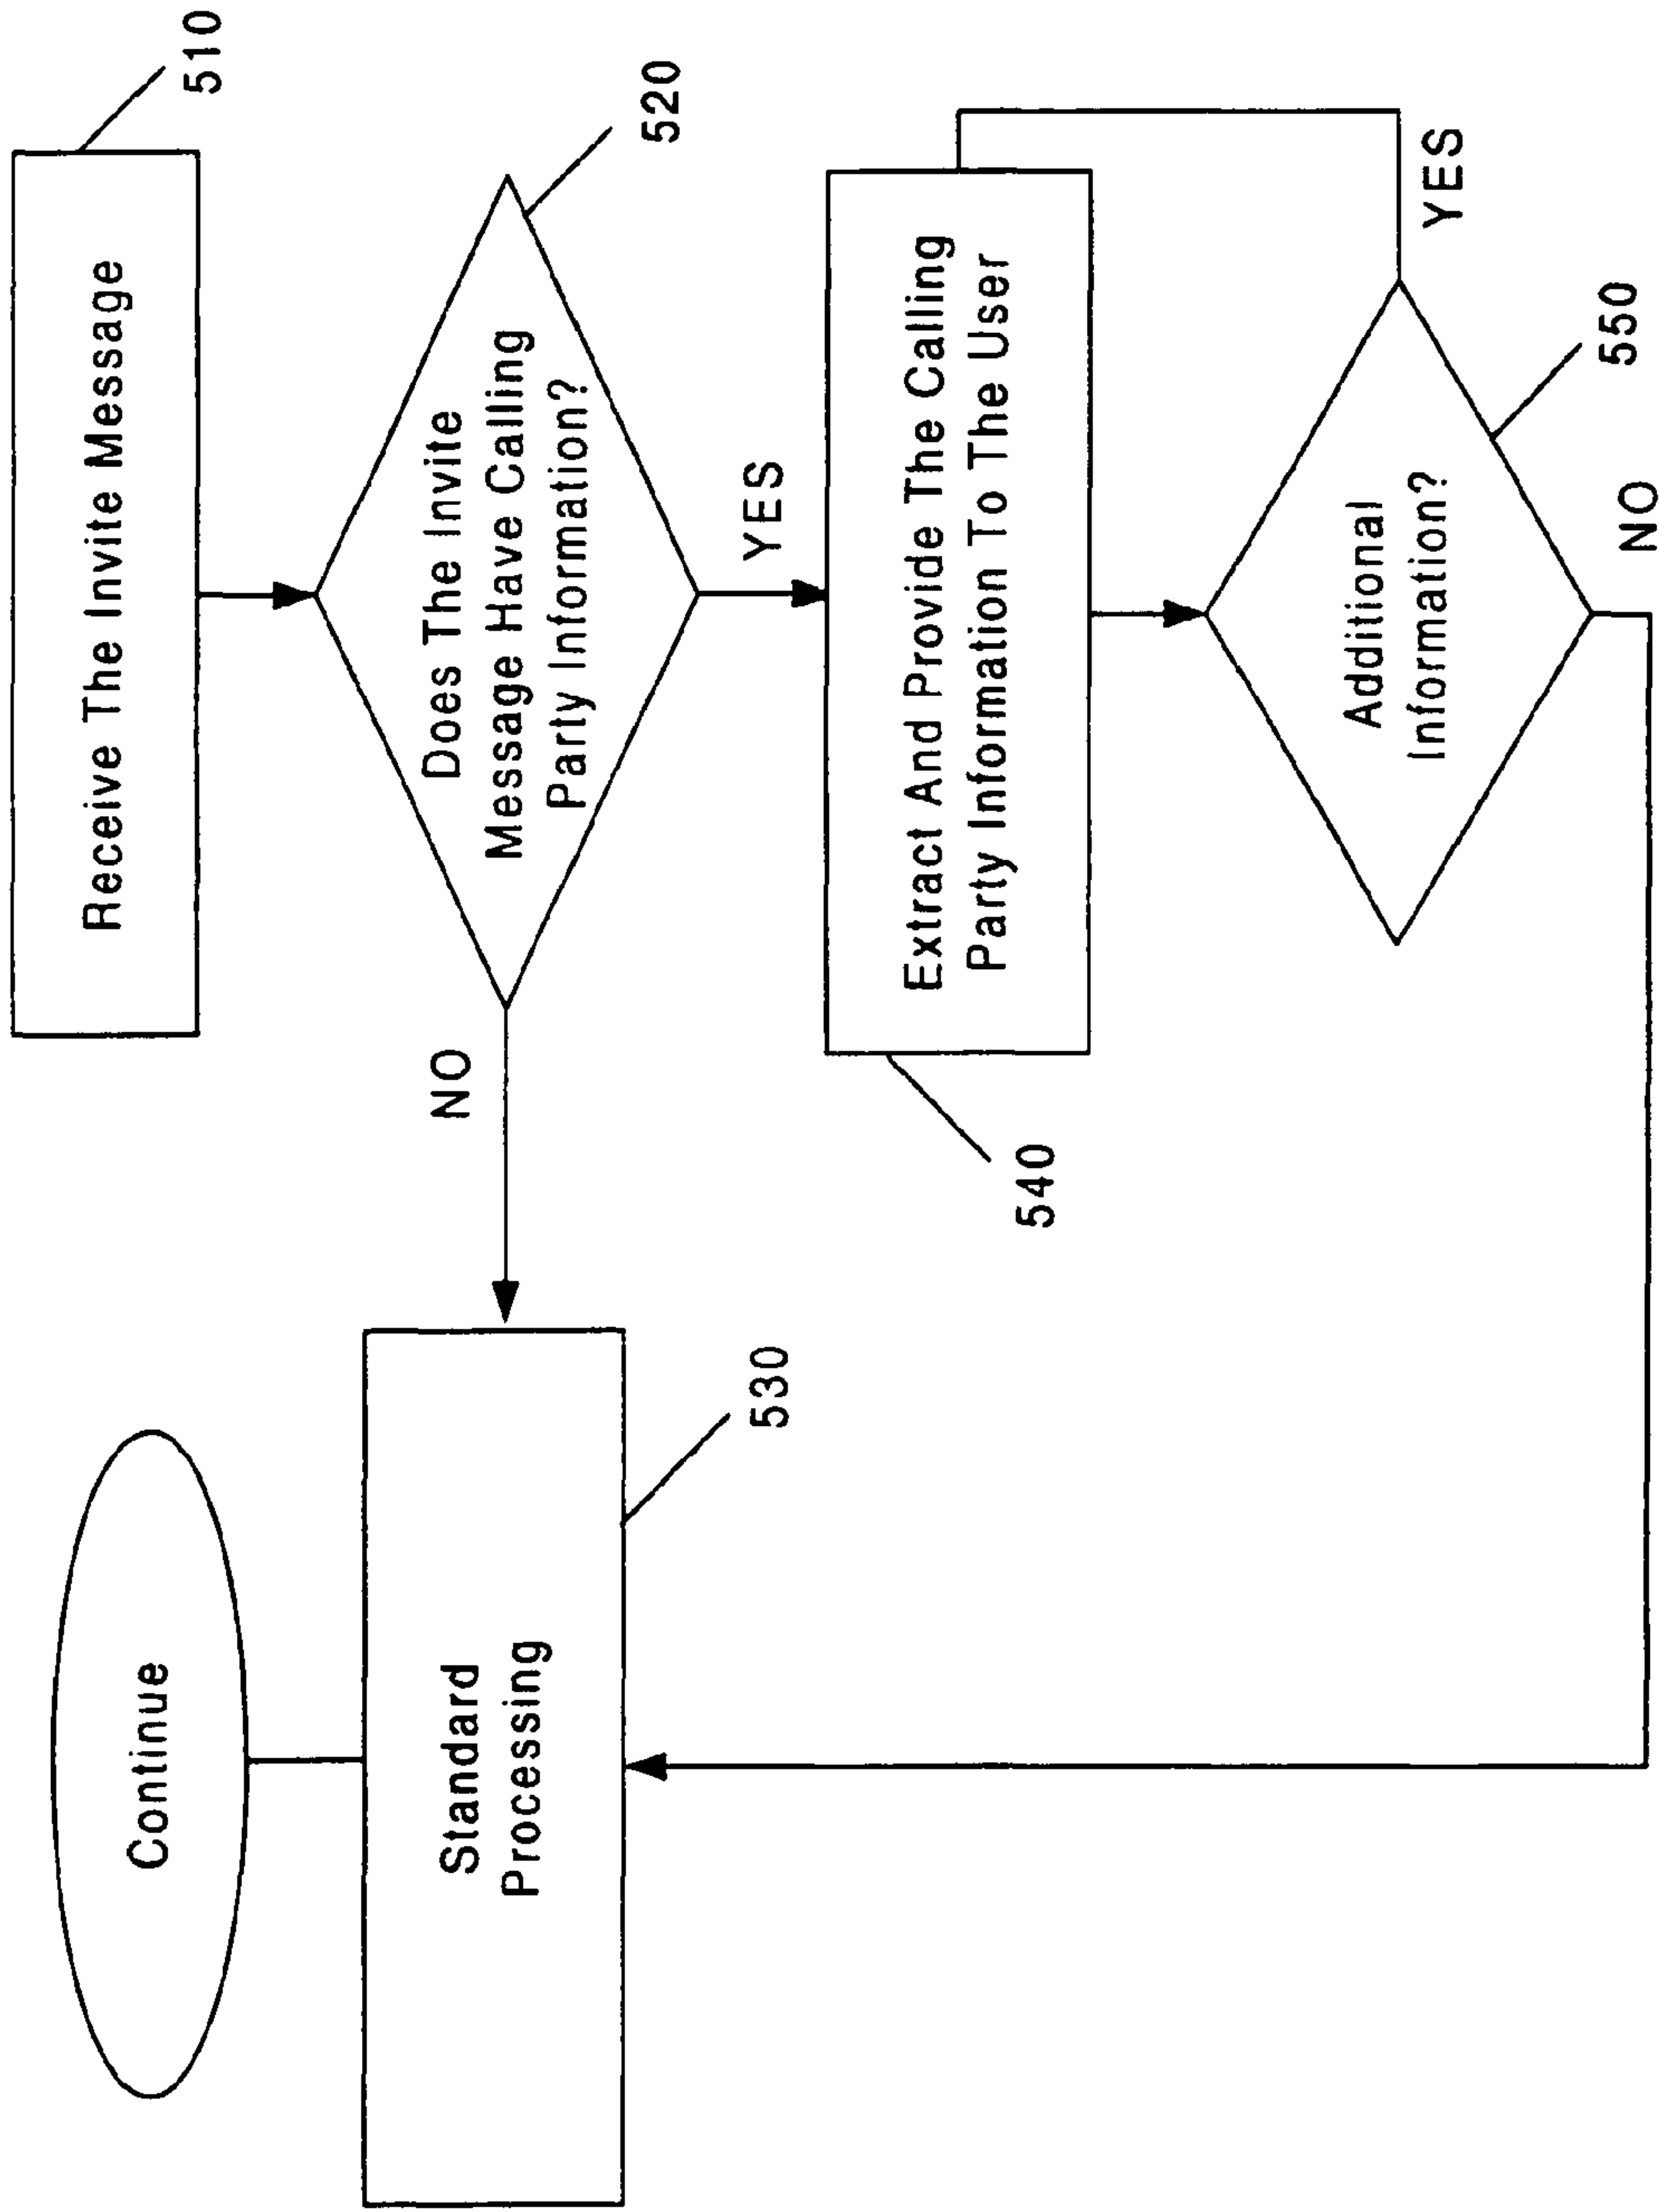 Receive The Invite Message
510
Does The Invite
Message Have Calling
Party Information?
520
NO
YES
Continue
Standard
Processing
530
Extract And Provide The Calling
Party Information To The User
540
Additional
Information?
550
YES
NO